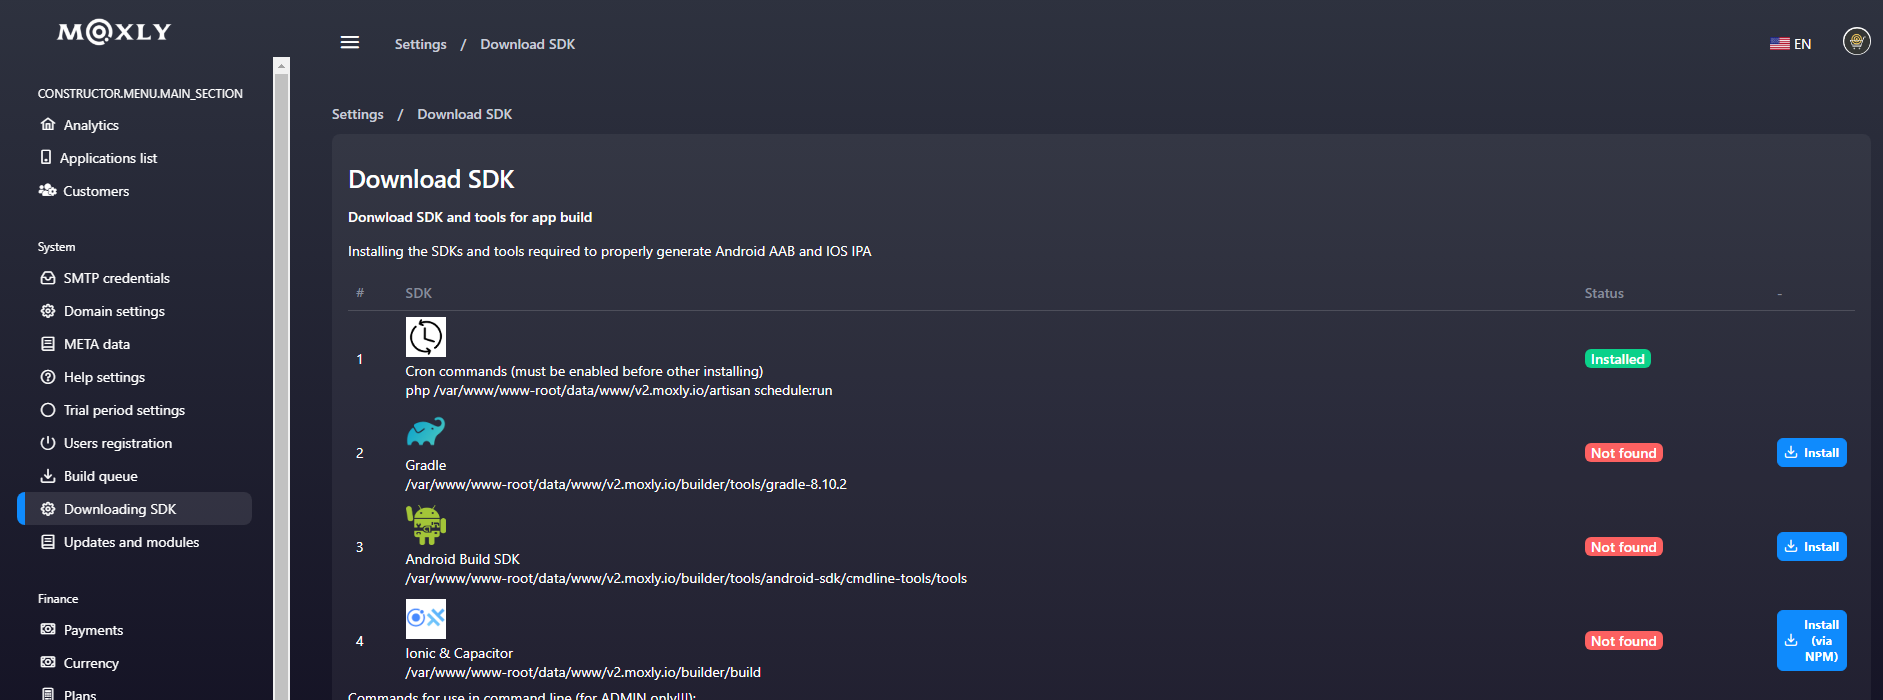 MOXLY
Settings / Download SDK
EN
CONSTRUCTOR.MENU.MAIN_SECTION
Analytics
Applications list
Customers
System
SMTP credentials
Domain settings
META data
Help settings
Trial period settings
Users registration
Build queue
Downloading SDK
Updates and modules
Finance
Payments
Currency
Plans
Settings / Download SDK
Download SDK
Donwload SDK and tools for app build
Installing the SDKs and tools required to properly generate Android AAB and IOS IPA
# SDK Status -
1
Cron commands (must be enabled before other installing)
php /var/www/www-root/data/www/v2.moxly.io/artisan schedule:run
Installed
2
Gradle
/var/www/www-root/data/www/v2.moxly.io/builder/tools/gradle-8.10.2
Not found
Install
3
Android Build SDK
/var/www/www-root/data/www/v2.moxly.io/builder/tools/android-sdk/cmdline-tools/tools
Not found
Install
4
Ionic & Capacitor
/var/www/www-root/data/www/v2.moxly.io/builder/build
Not found
Install
(via
NPM)
Commands for use in command line (for ADMIN only!!!):